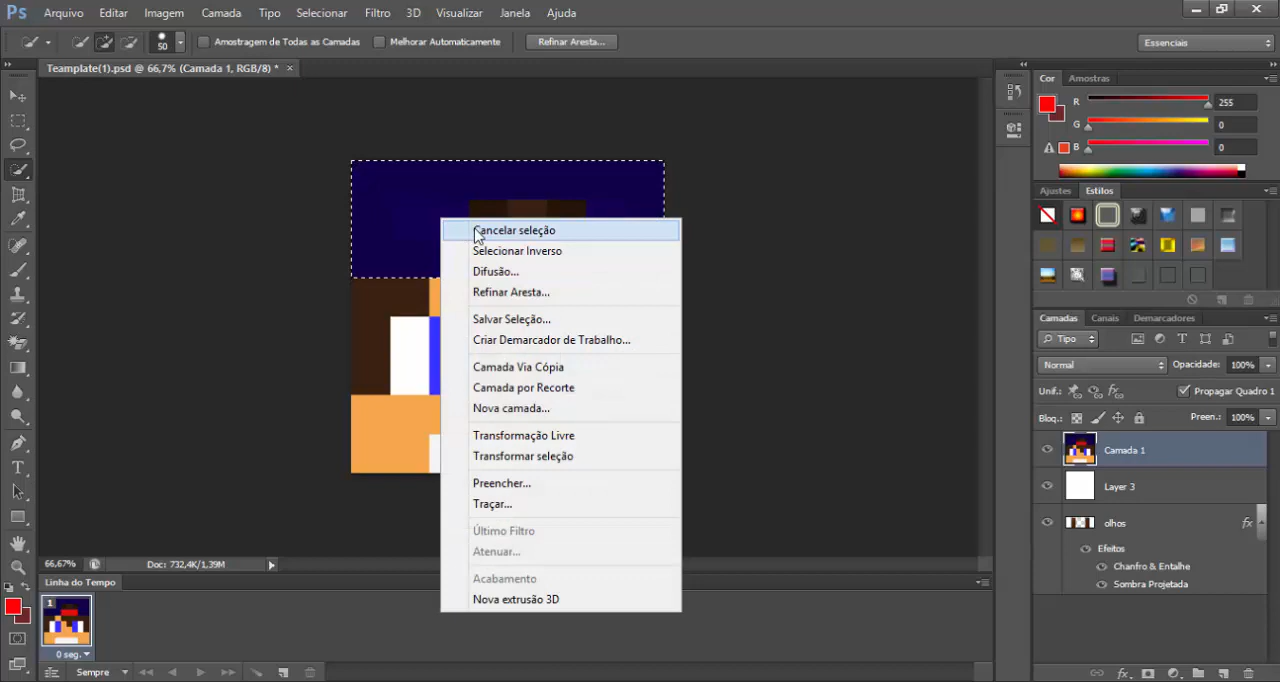 Ps Arquivo Editar Imagem Camada Tipo Selecionar Filtro 3D Visualizar Janela Ajuda
50 Amostragem de Todas as Camadas Melhorar Automaticamente Refinar Aresta... Essenciais
Teamplate(1).psd @ 66,7% (Camada 1, RGB/8) * ×
Cor Amostras
R 255
G 0
B 0
Ajustes Estilos
Cancelar seleção
Selecionar Inverso
Difusão...
Refinar Aresta...
Salvar Seleção...
Criar Demarcador de Trabalho...
Camada Via Cópia
Camada por Recorte
Nova camada...
Transformação Livre
Transformar seleção
Preencher...
Traçar...
Último Filtro
Atenuar...
Acabamento
Nova extrusão 3D
Camadas Canais Demarcadores
Tipo
Normal Opacidade: 100%
Unif.: Propagar Quadro 1
Bloq.: Preen.: 100%
Camada 1
Layer 3
olhos fx
Efeitos
Chanfro & Entalhe
Sombra Projetada
66,67% Doc: 732,4K/1,39M
Linha do Tempo
1
0 seg.
Sempre
fx